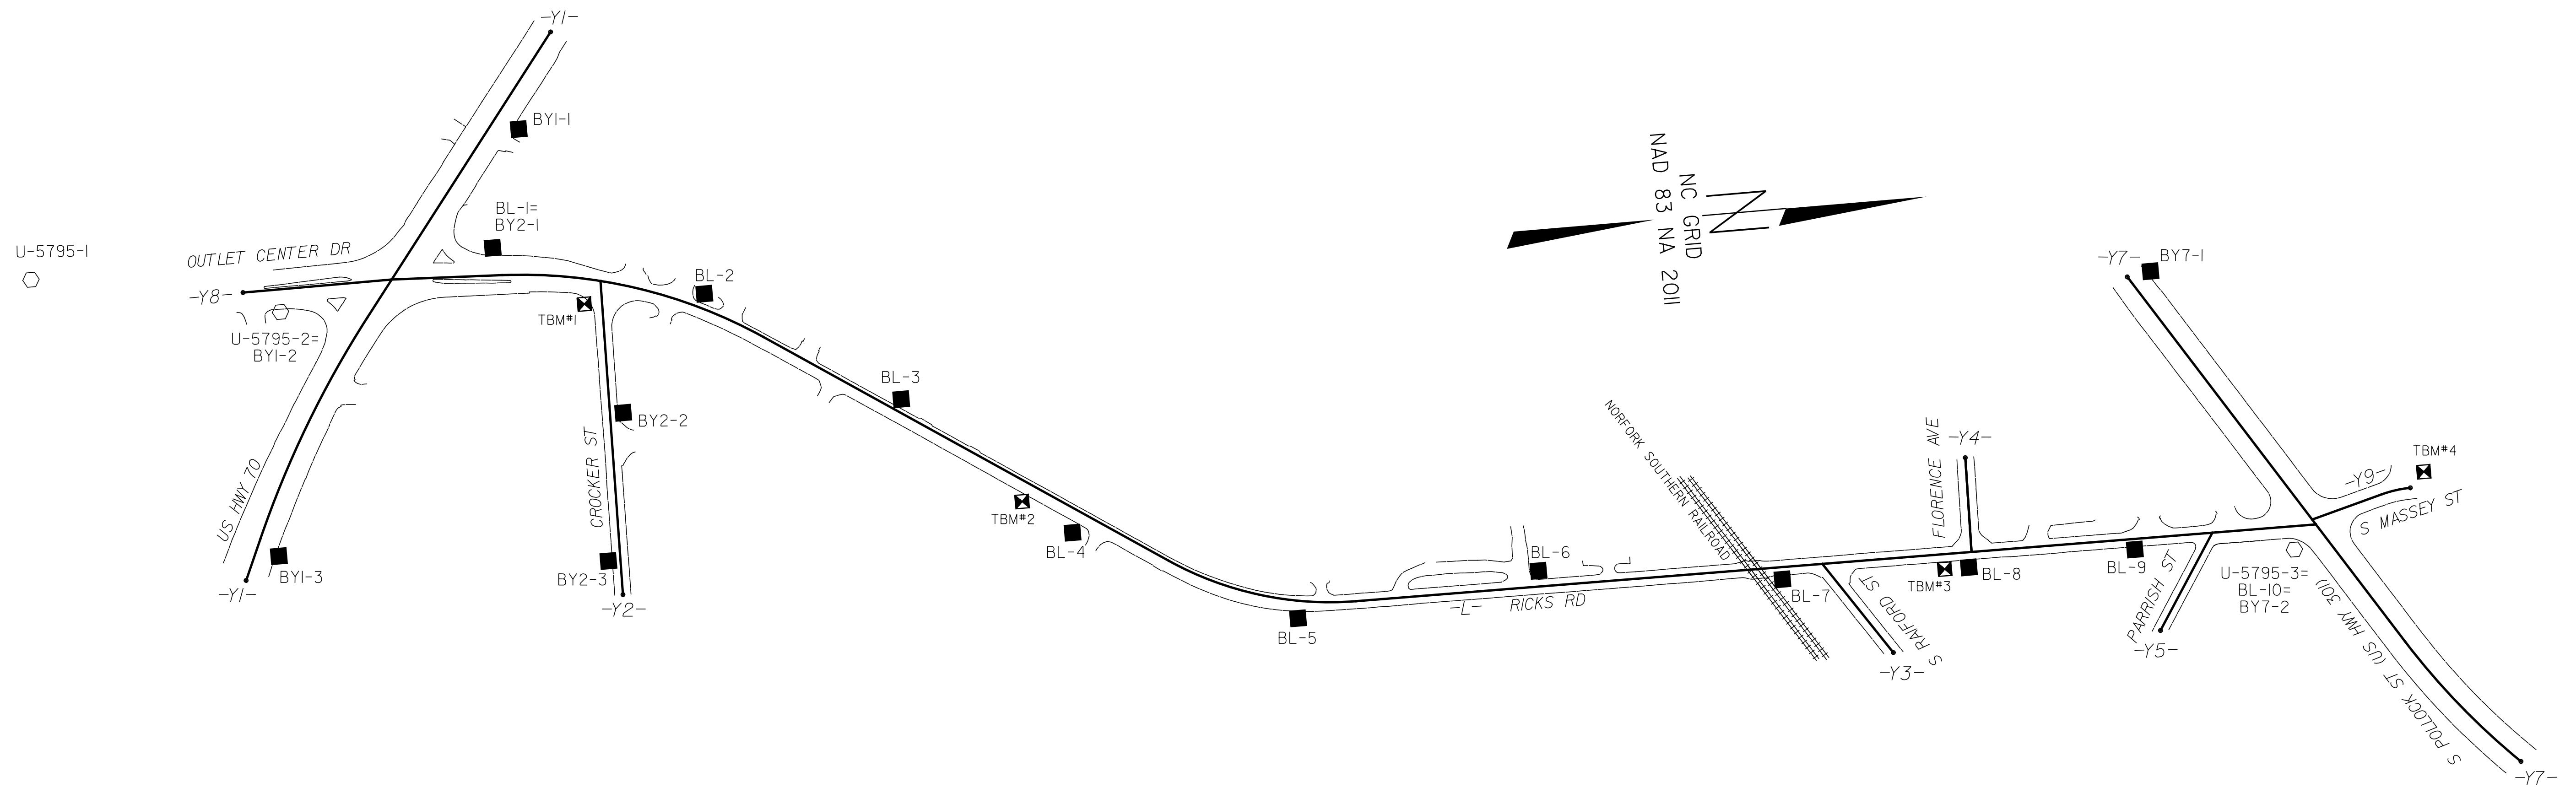 -Y1-
BY1-1
BL-1=
BY2-1
U-5795-1
OUTLET CENTER DR
-Y8-
U-5795-2=
BY1-2
TBM#1
BL-2
BL-3
BY2-2
CROCKER ST
US HWY 70
BY1-3
-Y1-
BY2-3
-Y2-
TBM#2
BL-4
BL-5
NC GRID
NAD 83 NA 2011
NORFORK SOUTHERN RAILROAD
BL-6
-L-
RICKS RD
BL-7
S RAIFORD ST
-Y3-
FLORENCE AVE
-Y4-
TBM#3
BL-8
BL-9
PARRISH ST
-Y5-
U-5795-3=
BL-10=
BY7-2
-Y7-
BY7-1
-Y9-
TBM#4
S MASSEY ST
S POLLOCK ST (US HWY 301)
-Y7-